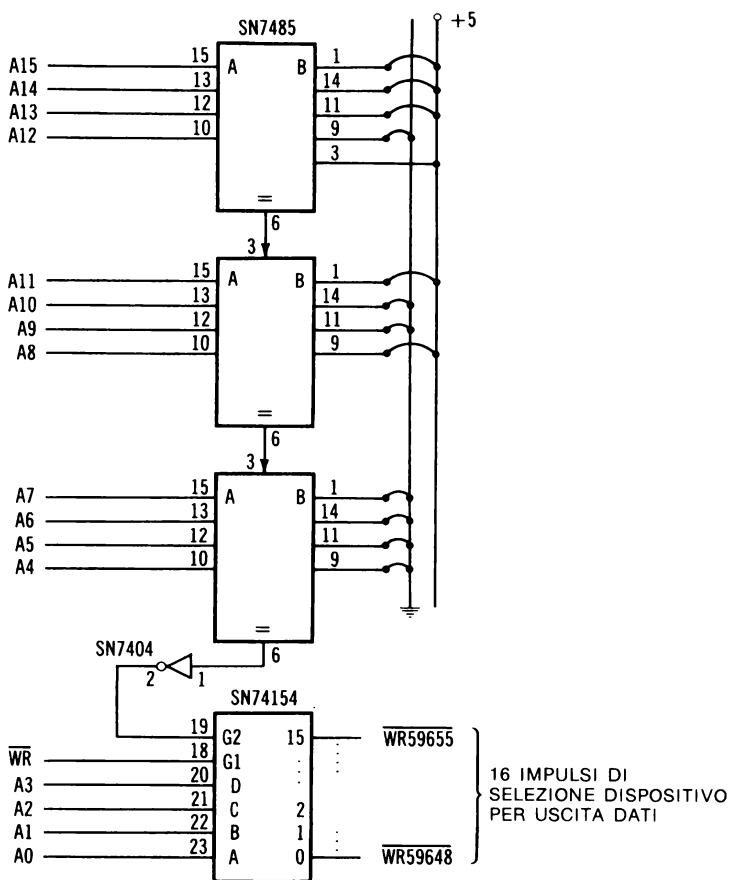 SN7485
+5
A15 15 A B 1
A14 13 14
A13 12 11
A12 10 9
3
=
6
3
A11 15 A B 1
A10 13 14
A9 12 11
A8 10 9
=
6
3
A7 15 A B 1
A6 13 14
A5 12 11
A4 10 9
=
SN7404
6
2 1
SN74154
19 G2 15 WR59655
WR 18 G1
A3 20 D
A2 21 C 2
A1 22 B 1
A0 23 A 0 WR59648
16 IMPULSI DI
SELEZIONE DISPOSITIVO
PER USCITA DATI